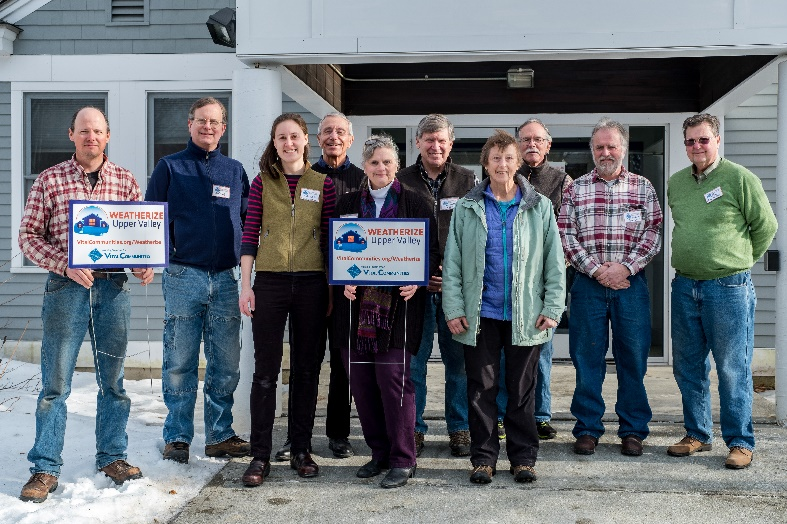 WEATHERIZE
Upper Valley
VitalCommunities.org/Weatherize
VITAL COMMUNITIES
WEATHERIZE
Upper Valley
VitalCommunities.org/Weatherize
VITAL COMMUNITIES